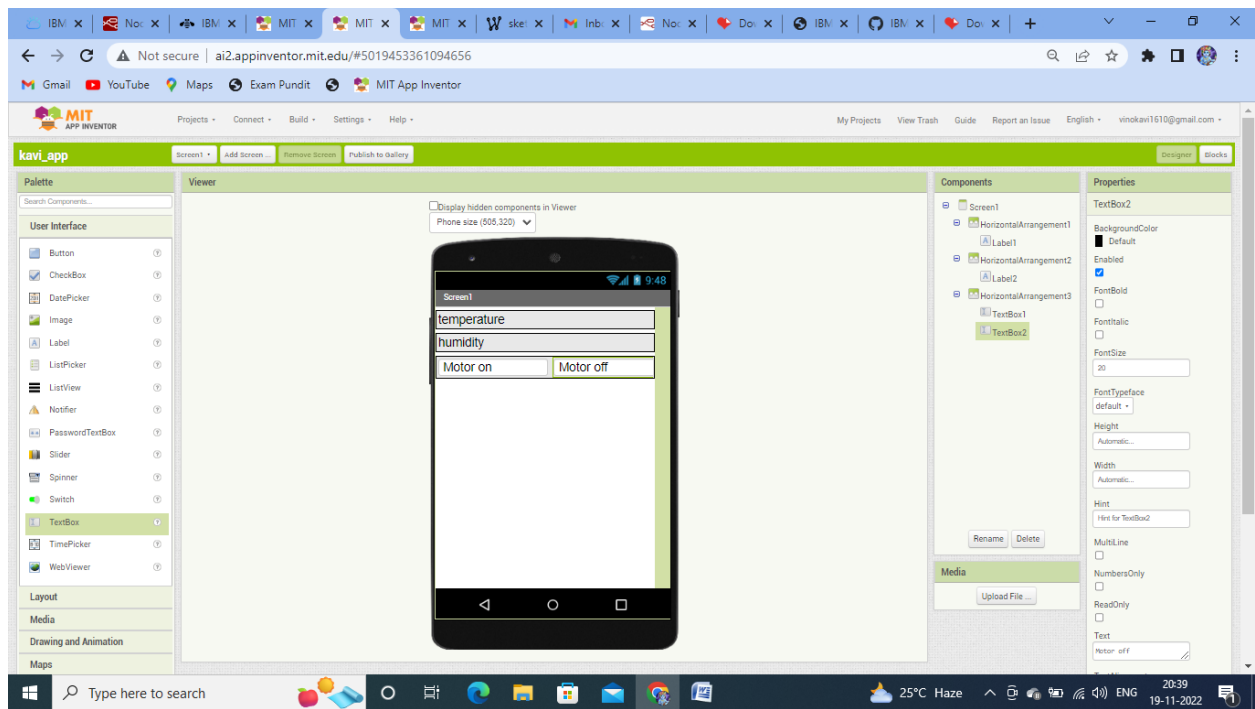 IBM Noc IBM MIT MIT MIT sket Inbo Noc Dov IBM IBM Dov
Not secure ai2.appinventor.mit.edu/#5019453361094656
Gmail YouTube Maps Exam Pundit MIT App Inventor
MIT
APP INVENTOR
Projects Connect Build Settings Help
My Projects View Trash Guide Report an Issue English vinokavi1610@gmail.com
kavi_app Screen1 Add Screen ... Remove Screen Publish to Gallery Designer Blocks
Palette
Search Components...
User Interface
Button
CheckBox
DatePicker
Image
Label
ListPicker
ListView
Notifier
PasswordTextBox
Slider
Spinner
Switch
TextBox
TimePicker
WebViewer
Layout
Media
Drawing and Animation
Maps
Viewer
Display hidden components in Viewer
Phone size (505,320)
9:48
Screen1
temperature
humidity
Motor on Motor off
Components
Screen1
HorizontalArrangement1
Label1
HorizontalArrangement2
Label2
HorizontalArrangement3
TextBox1
TextBox2
Rename Delete
Media
Upload File ...
Properties
TextBox2
BackgroundColor
Default
Enabled
FontBold
FontItalic
FontSize
20
FontTypeface
default
Height
Automatic...
Width
Automatic...
Hint
Hint for TextBox2
MultiLine
NumbersOnly
ReadOnly
Text
Motor off
Type here to search
25°C Haze ENG 20:39
19-11-2022